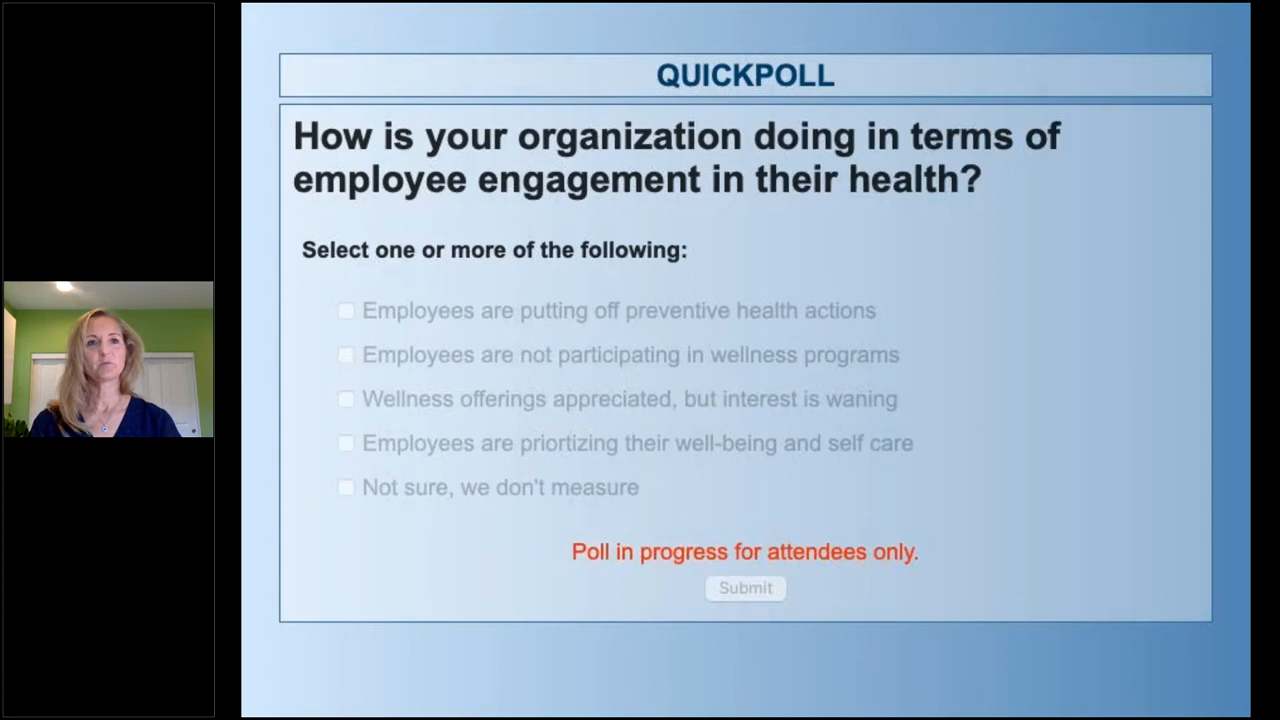 QUICKPOLL
How is your organization doing in terms of
employee engagement in their health?
Select one or more of the following:
Employees are putting off preventive health actions
Employees are not participating in wellness programs
Wellness offerings appreciated, but interest is waning
Employees are priortizing their well-being and self care
Not sure, we don't measure
Poll in progress for attendees only.
Submit